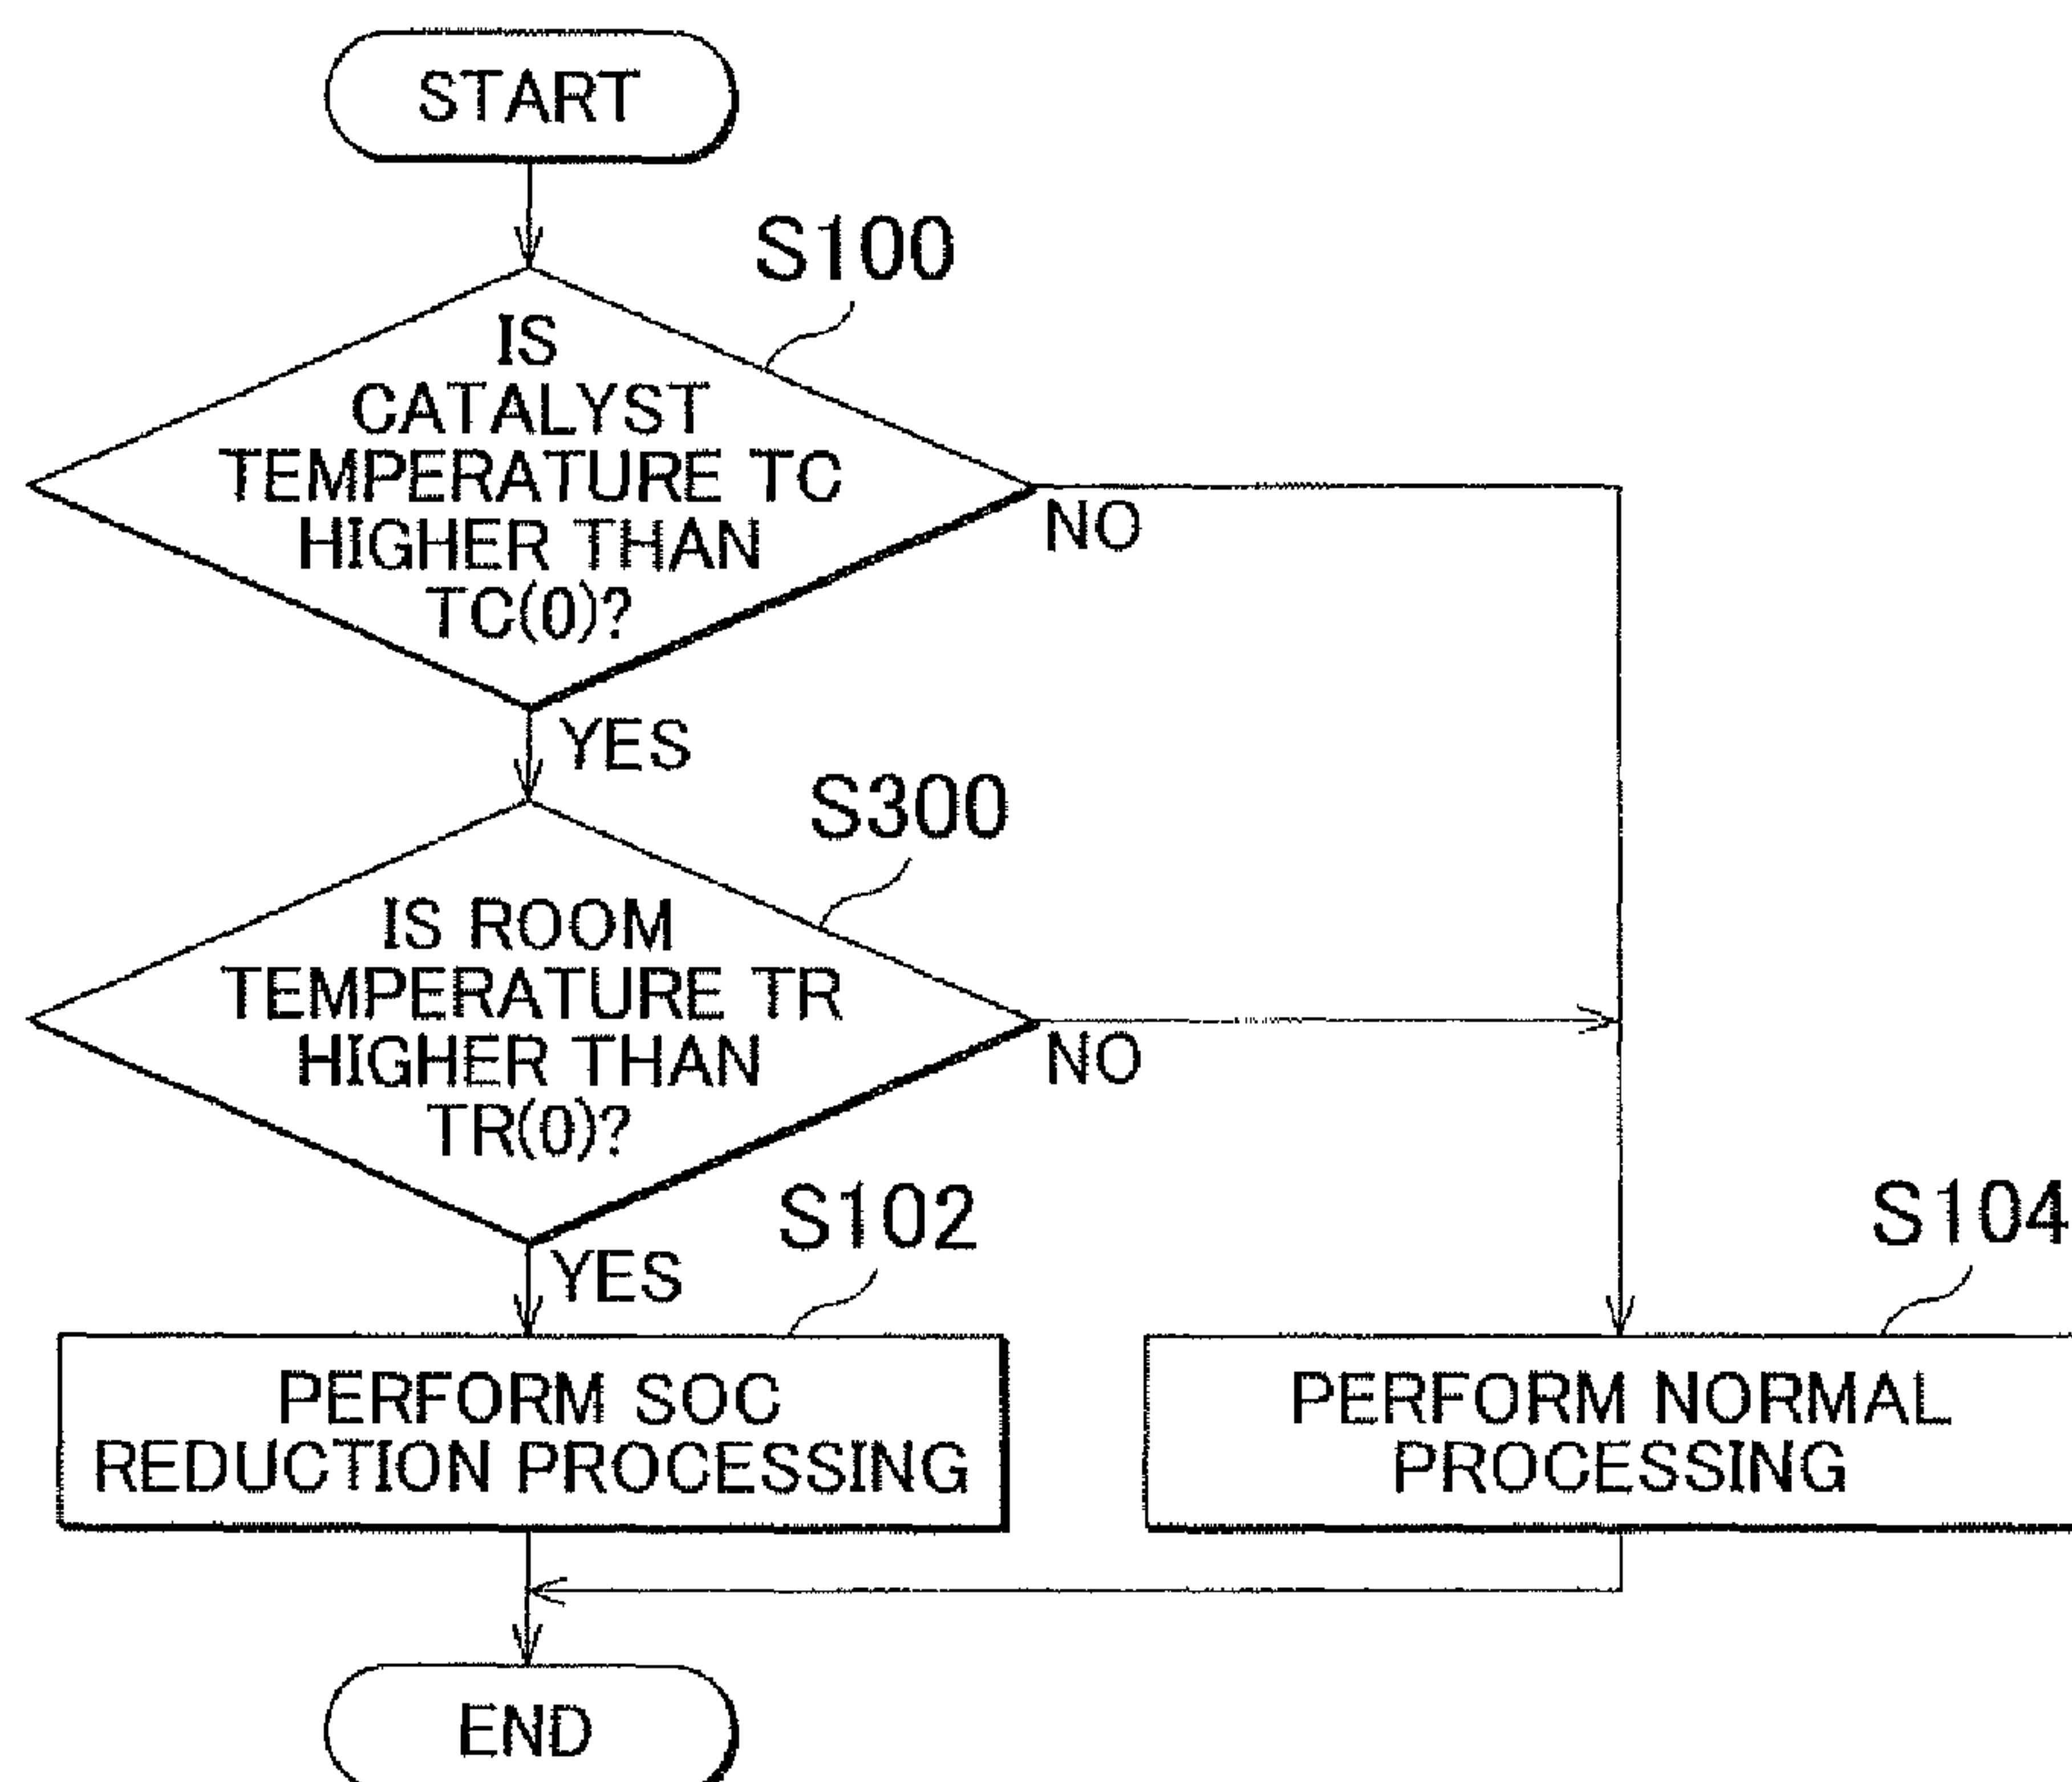 START
S100
IS
CATALYST
TEMPERATURE TC
HIGHER THAN
TC(0)?
NO
YES
S300
IS ROOM
TEMPERATURE TR
HIGHER THAN
TR(0)?
NO
YES
S102
PERFORM SOC
REDUCTION PROCESSING
S104
PERFORM NORMAL
PROCESSING
END